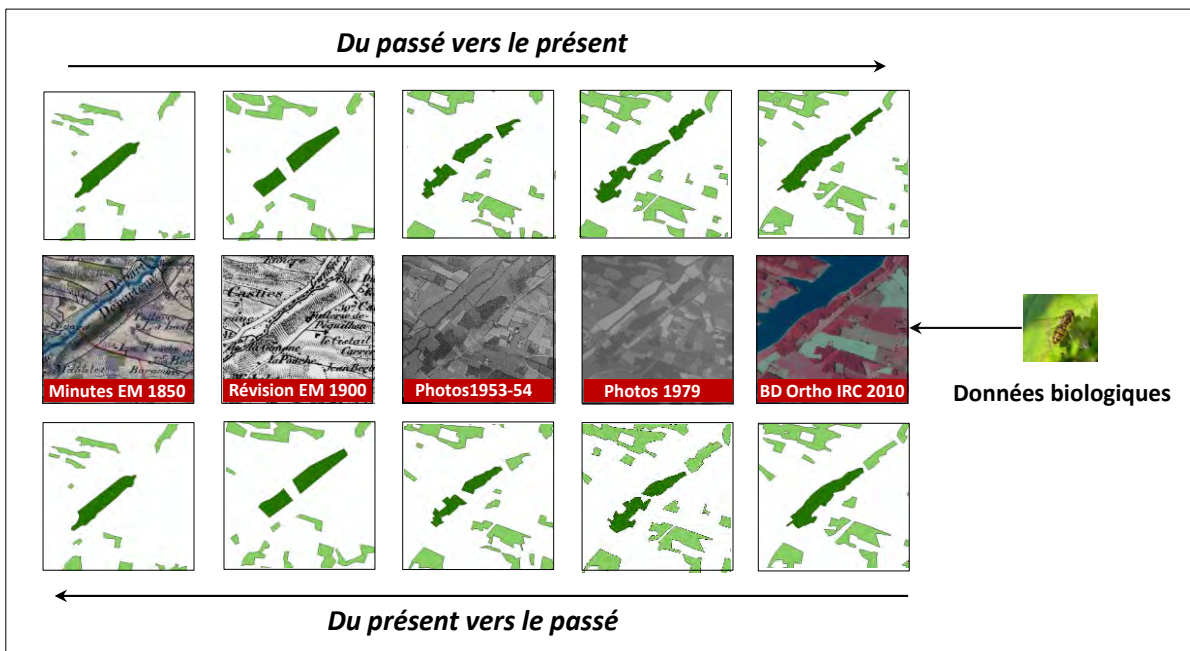 Du passé vers le présent
Minutes EM 1850
Révision EM 1900
Photos1953-54
Photos 1979
BD Ortho IRC 2010
Données biologiques
Du présent vers le passé